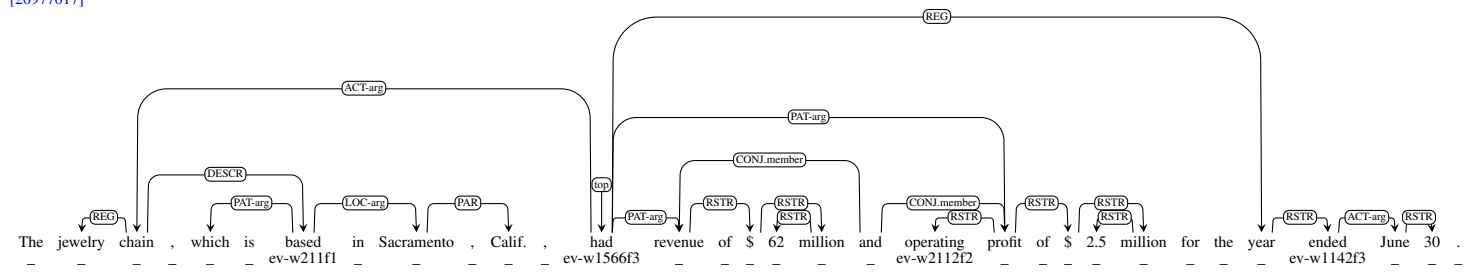 [20977017]
REG
ACT-arg
PAT-arg
CONJ.member
DESCR
top
REG PAT-arg LOC-arg PAR PAT-arg RSTR RSTR RSTR CONJ.member RSTR RSTR RSTR RSTR RSTR ACT-arg RSTR
The jewelry chain , which is based in Sacramento , Calif. , had revenue of $ 62 million and operating profit of $ 2.5 million for the year ended June 30 .
_ _ _ _ _ _ ev-w211f1 _ _ _ _ _ ev-w1566f3 _ _ _ _ _ _ ev-w2112f2 _ _ _ _ _ _ _ _ ev-w1142f3 _ _ _